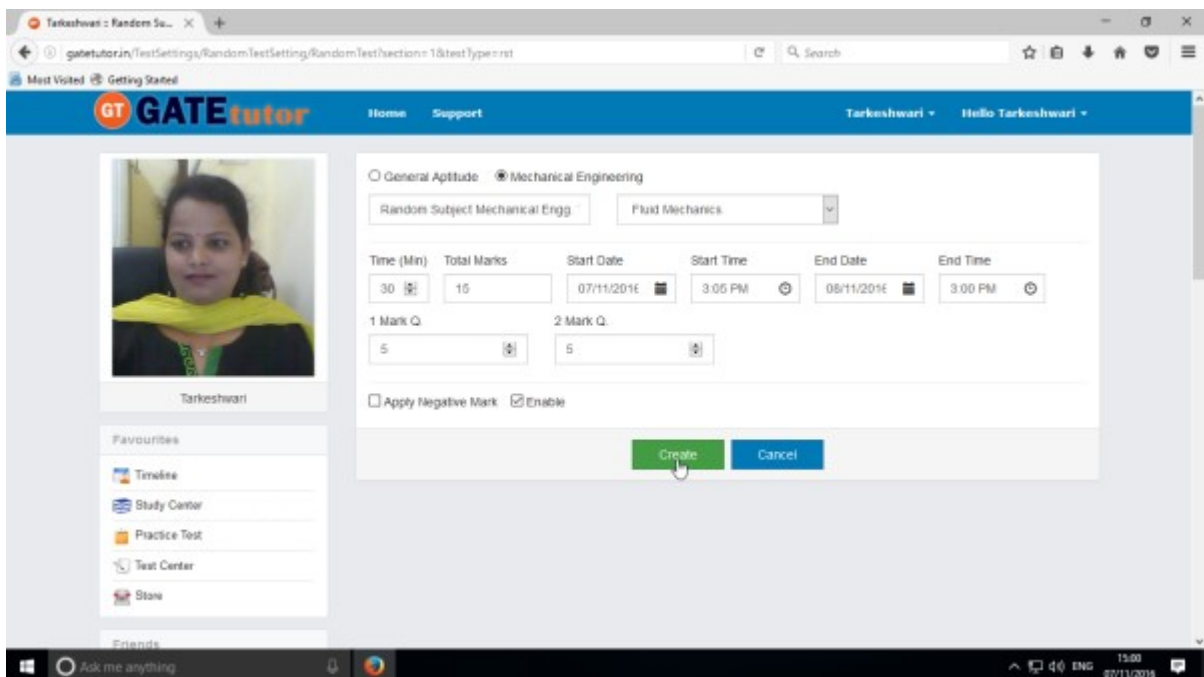 Tarkeshwari :: Random Su...
gatetutor.in/TestSettings/RandomTestSetting/RandomTest?section=1&testType=rst
Search
Most Visited Getting Started
GT GATEtutor Home Support Tarkeshwari Hello Tarkeshwari
General Aptitude Mechanical Engineering
Random Subject Mechanical Engg Fluid Mechanics
Time (Min) Total Marks Start Date Start Time End Date End Time
30 15 07/11/2016 3:05 PM 08/11/2016 3:00 PM
1 Mark Q. 2 Mark Q.
5 5
Apply Negative Mark Enable
Create Cancel
Tarkeshwari
Favourites
Timeline
Study Center
Practice Test
Test Center
Store
Friends
Ask me anything
ENG 15:00
07/11/2016